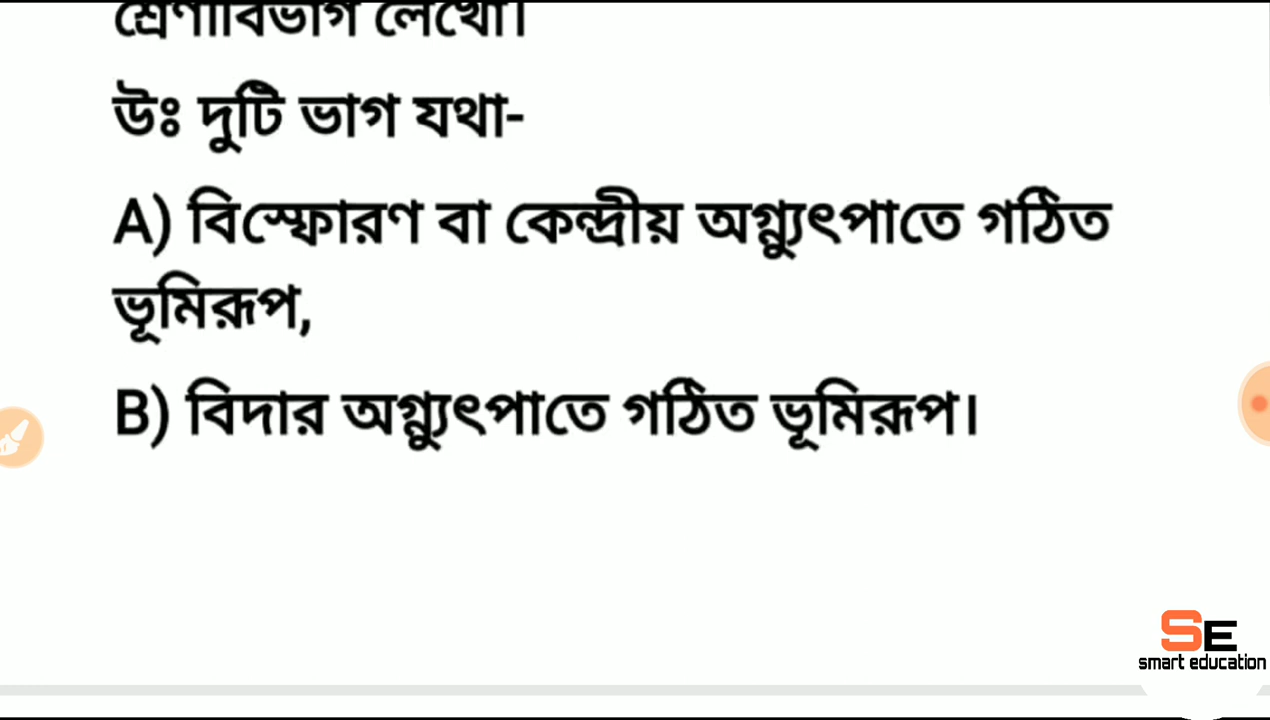 শ্রেণীবিভাগ লেখো।
উঃ দুটি ভাগ যথা-
A) বিস্ফোরণ বা কেন্দ্রীয় অগ্ন্যুৎপাতে গঠিত
ভূমিরূপ,
B) বিদার অগ্ন্যুৎপাতে গঠিত ভূমিরূপ।
SE
smart education